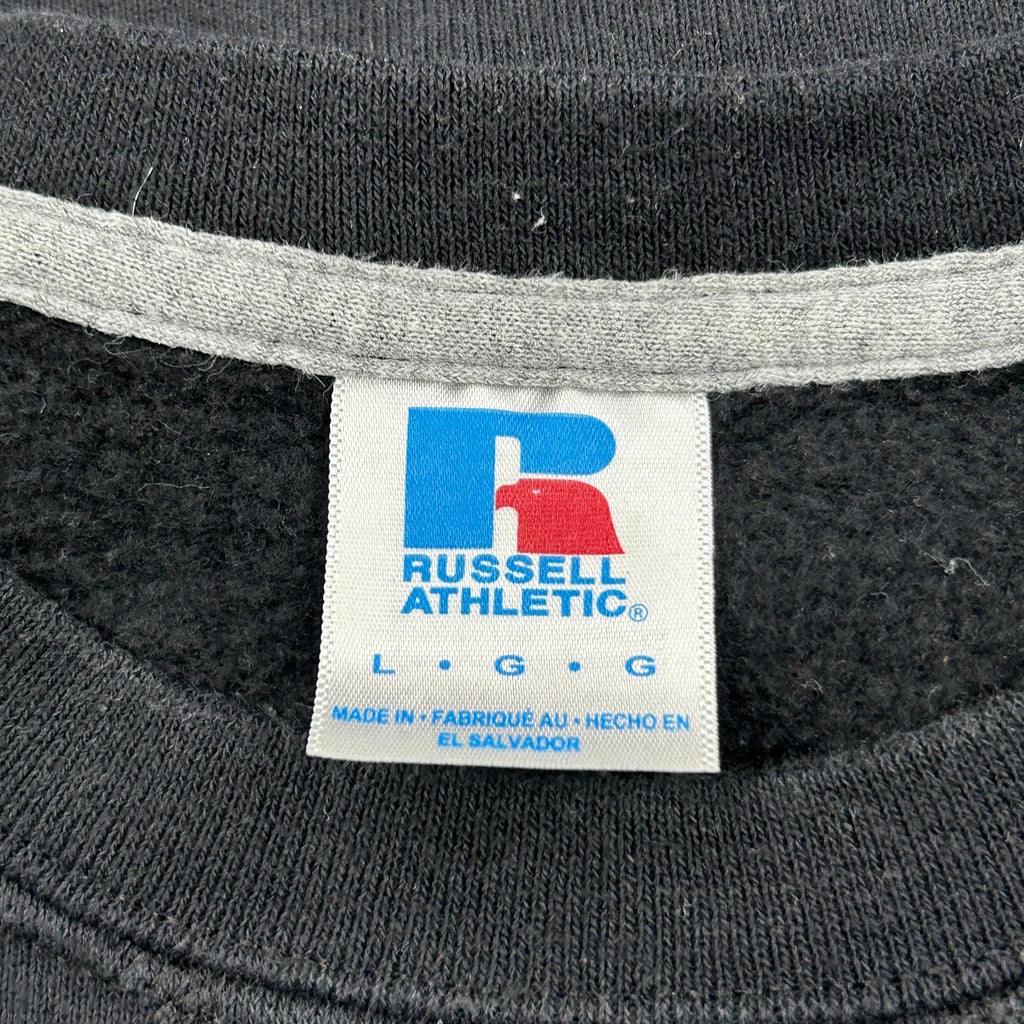 RUSSELL
ATHLETIC®
L • G • G
MADE IN • FABRIQUÉ AU • HECHO EN
EL SALVADOR